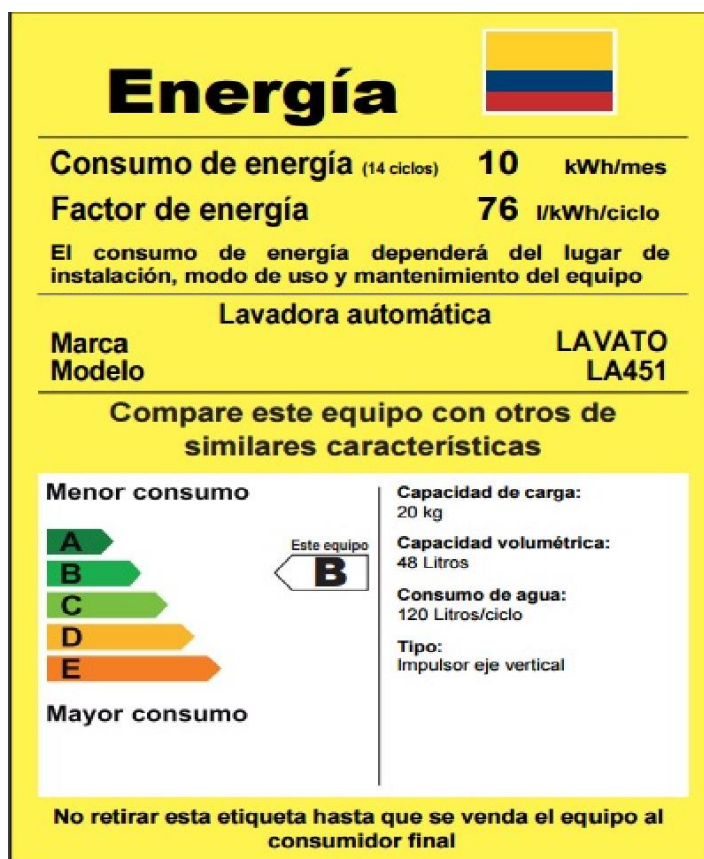 Energía
Consumo de energía (14 ciclos) 10 kWh/mes
Factor de energía 76 l/kWh/ciclo
El consumo de energía dependerá del lugar de
instalación, modo de uso y mantenimiento del equipo
Lavadora automática
Marca LAVATO
Modelo LA451
Compare este equipo con otros de
similares características
Menor consumo
A
B
C
D
E
Este equipo
B
Mayor consumo
Capacidad de carga:
20 kg
Capacidad volumétrica:
48 Litros
Consumo de agua:
120 Litros/ciclo
Tipo:
Impulsor eje vertical
No retirar esta etiqueta hasta que se venda el equipo al
consumidor final